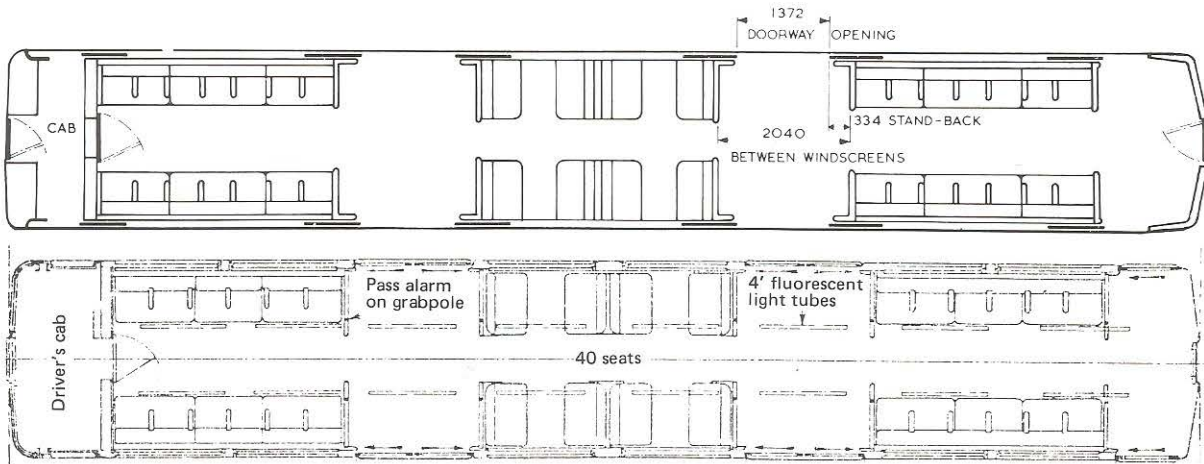 1372
DOORWAY OPENING
CAB
334 STAND-BACK
2040
BETWEEN WINDSCREENS
Pass alarm
on grabpole
4' fluorescent
light tubes
Driver's cab
40 seats